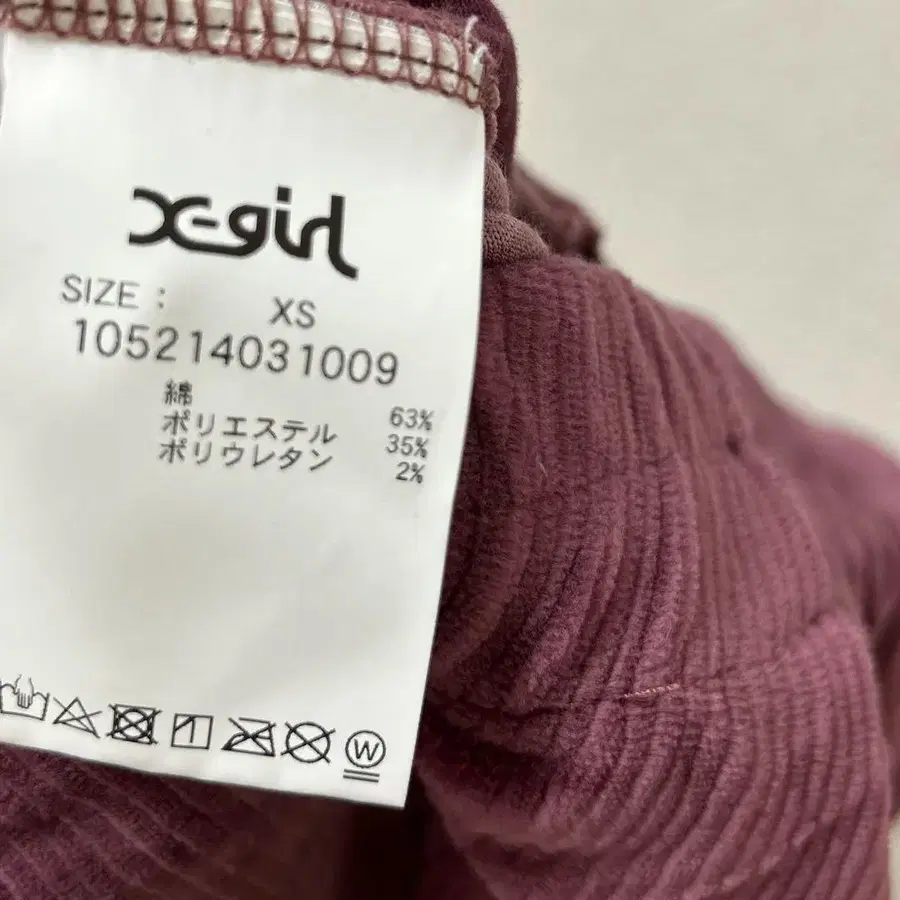 X-girl
SIZE : XS
105214031009
綿 63%
ポリエステル 35%
ポリウレタン 2%
W